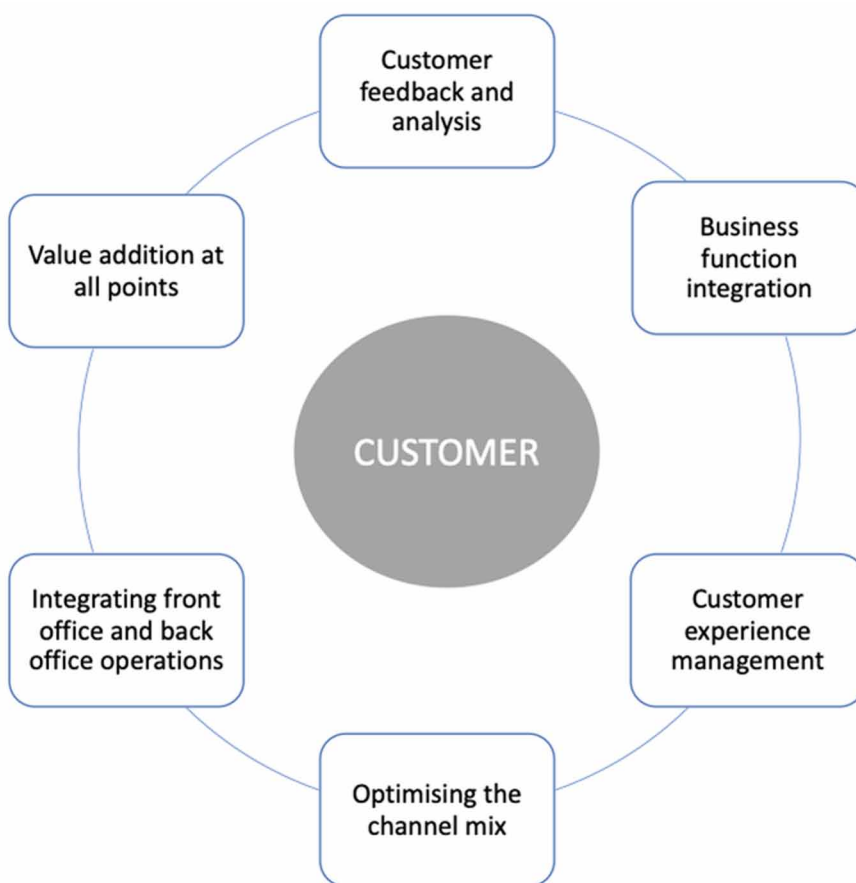 Customer
feedback and
analysis
Business
function
integration
Customer
experience
management
Optimising the
channel mix
Integrating front
office and back
office operations
Value addition at
all points
CUSTOMER